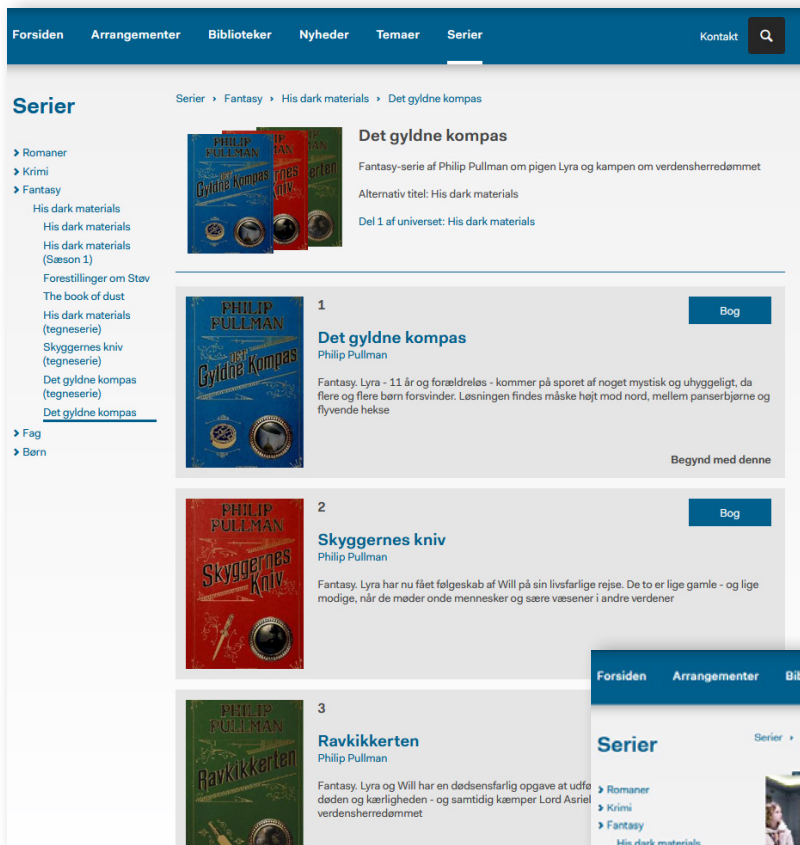 Forsiden Arrangementer Biblioteker Nyheder Temaer Serier Kontakt
Serier
Romaner
Krimi
Fantasy
His dark materials
His dark materials
His dark materials
(Sæson 1)
Forestillinger om Støv
The book of dust
His dark materials
(tegneserie)
Skyggernes kniv
(tegneserie)
Det gyldne kompas
(tegneserie)
Det gyldne kompas
Fag
Børn
Serier › Fantasy › His dark materials › Det gyldne kompas
PHILIP
PULLMAN
DET
Gyldne Kompas
Det gyldne kompas
Fantasy-serie af Philip Pullman om pigen Lyra og kampen om verdensherredømmet
Alternativ titel: His dark materials
Del 1 af universet: His dark materials
PHILIP
PULLMAN
DET
Gyldne Kompas
1
Bog
Det gyldne kompas
Philip Pullman
Fantasy. Lyra - 11 år og forældreløs - kommer på sporet af noget mystisk og uhyggeligt, da
flere og flere børn forsvinder. Løsningen findes måske højt mod nord, mellem panserbjørne og
flyvende hekse
Begynd med denne
PHILIP
PULLMAN
Skyggernes
Kniv
2
Bog
Skyggernes kniv
Philip Pullman
Fantasy. Lyra har nu fået følgeskab af Will på sin livsfarlige rejse. De to er lige gamle - og lige
modige, når de møder onde mennesker og sære væsener i andre verdener
PHILIP
PULLMAN
Ravkikkerten
3
Ravkikkerten
Philip Pullman
Fantasy. Lyra og Will har en dødsensfarlig opgave at udfø
døden og kærligheden - og samtidig kæmper Lord Asriel
verdensherredømmet
Forsiden Arrangementer Bib
Serier
Serier ›
Romaner
Krimi
Fantasy
His dark materials